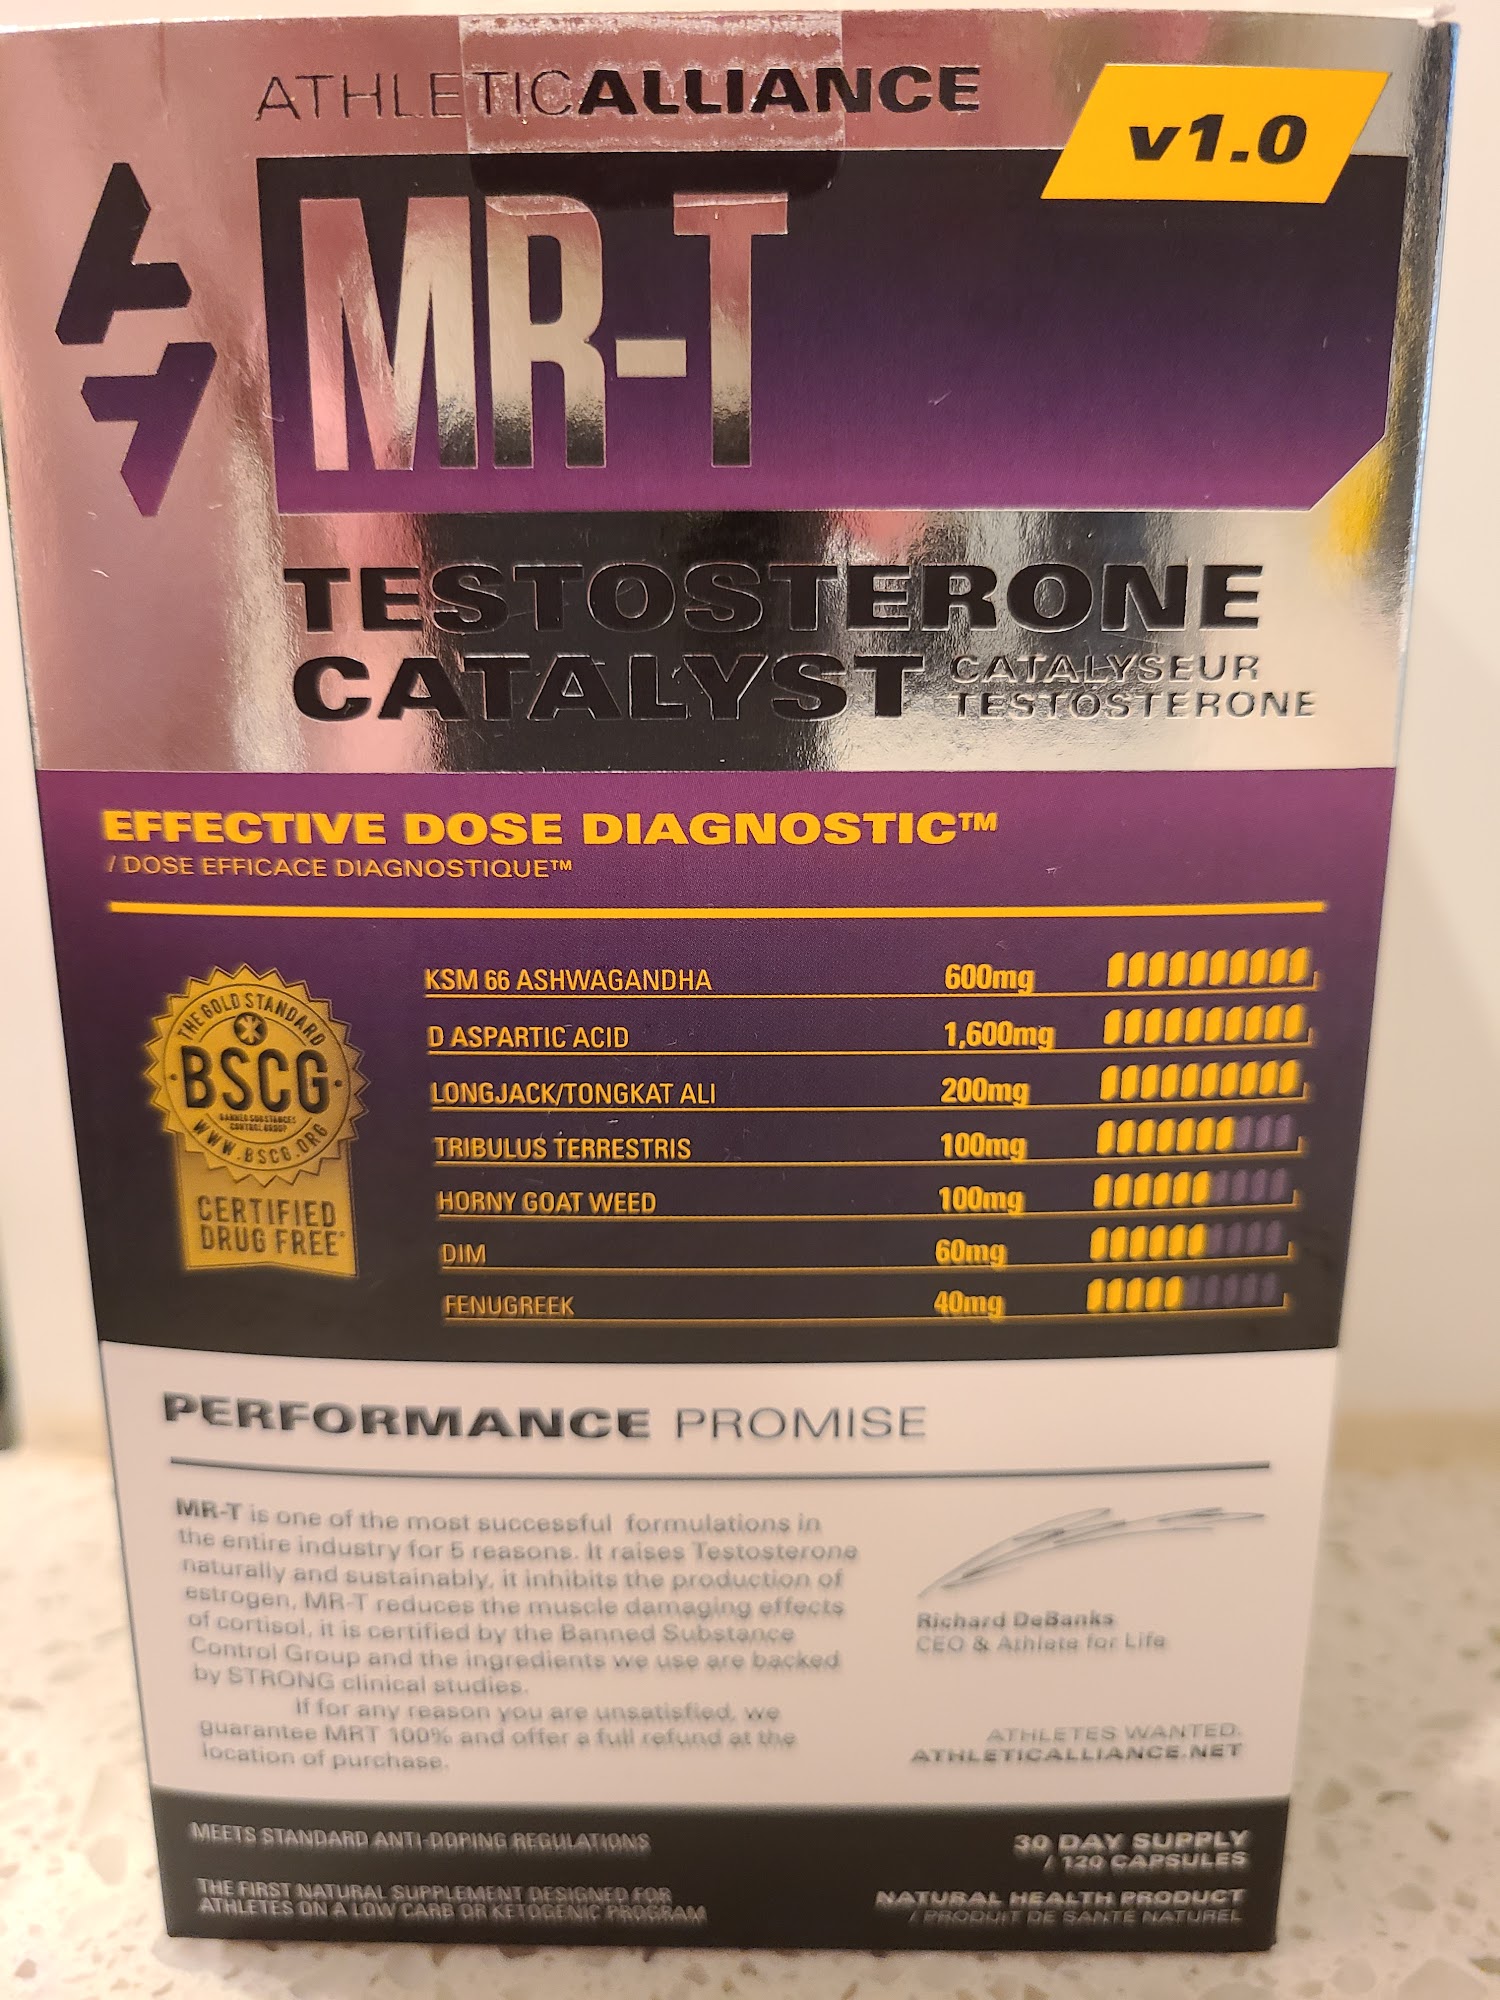 ATHLETICALLIANCE
v1.0
MR-T
TESTOSTERONE
CATALYST
CATALYSEUR
TESTOSTERONE
EFFECTIVE DOSE DIAGNOSTIC™
/ DOSE EFFICACE DIAGNOSTIQUE™
THE GOLD STANDARD
BSCG
BANNED SUBSTANCES
CONTROL GROUP
WWW.BSCG.ORG
CERTIFIED
DRUG FREE*
KSM 66 ASHWAGANDHA 600mg
D ASPARTIC ACID 1,600mg
LONGJACK/TONGKAT ALI 200mg
TRIBULUS TERRESTRIS 100mg
HORNY GOAT WEED 100mg
DIM 60mg
FENUGREEK 40mg
PERFORMANCE PROMISE
MR-T is one of the most successful formulations in
the entire industry for 5 reasons. It raises Testosterone
naturally and sustainably, it inhibits the production of
estrogen, MR-T reduces the muscle damaging effects
of cortisol, it is certified by the Banned Substance
Control Group and the ingredients we use are backed
by STRONG clinical studies.
If for any reason you are unsatisfied, we
guarantee MRT 100% and offer a full refund at the
location of purchase.
Richard DeBanks
CEO & Athlete for Life
ATHLETES WANTED.
ATHLETICALLIANCE.NET
MEETS STANDARD ANTI-DOPING REGULATIONS
THE FIRST NATURAL SUPPLEMENT DESIGNED FOR
ATHLETES ON A LOW CARB OR KETOGENIC PROGRAM
30 DAY SUPPLY
/ 120 CAPSULES
NATURAL HEALTH PRODUCT
/ PRODUIT DE SANTÉ NATUREL